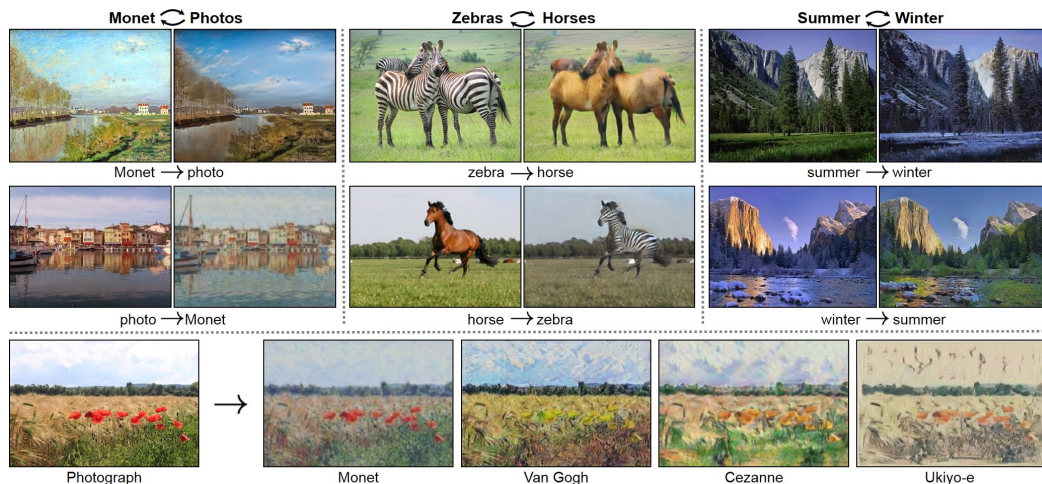 Monet Photos
Zebras Horses
Summer Winter
Monet → photo
zebra → horse
summer → winter
photo → Monet
horse → zebra
winter → summer
Photograph
Monet
Van Gogh
Cezanne
Ukiyo-e